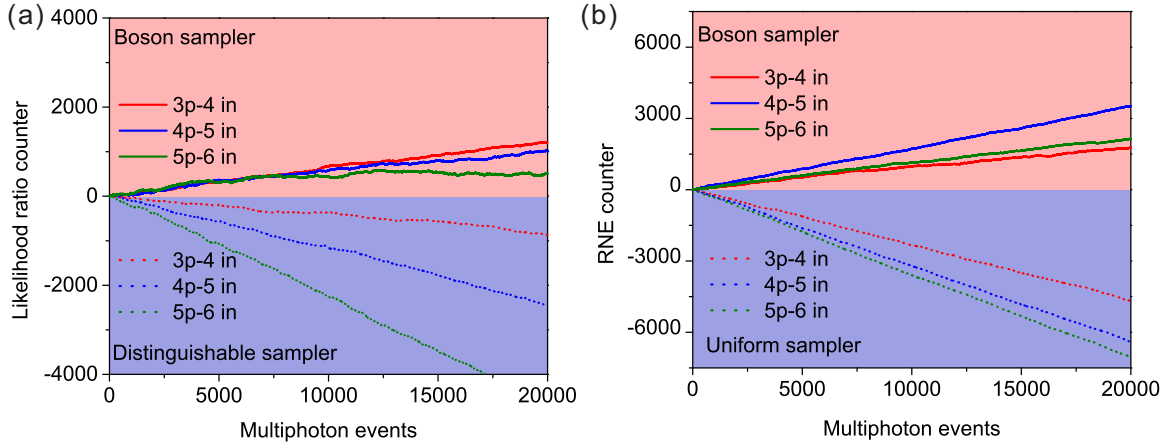 (a)
4000
2000
0
-2000
-4000
Likelihood ratio counter
Boson sampler
3p-4 in
4p-5 in
5p-6 in
3p-4 in
4p-5 in
5p-6 in
Distinguishable sampler
0
5000
10000
15000
20000
Multiphoton events
(b)
6000
3000
0
-3000
-6000
RNE counter
Boson sampler
3p-4 in
4p-5 in
5p-6 in
3p-4 in
4p-5 in
5p-6 in
Uniform sampler
0
5000
10000
15000
20000
Multiphoton events